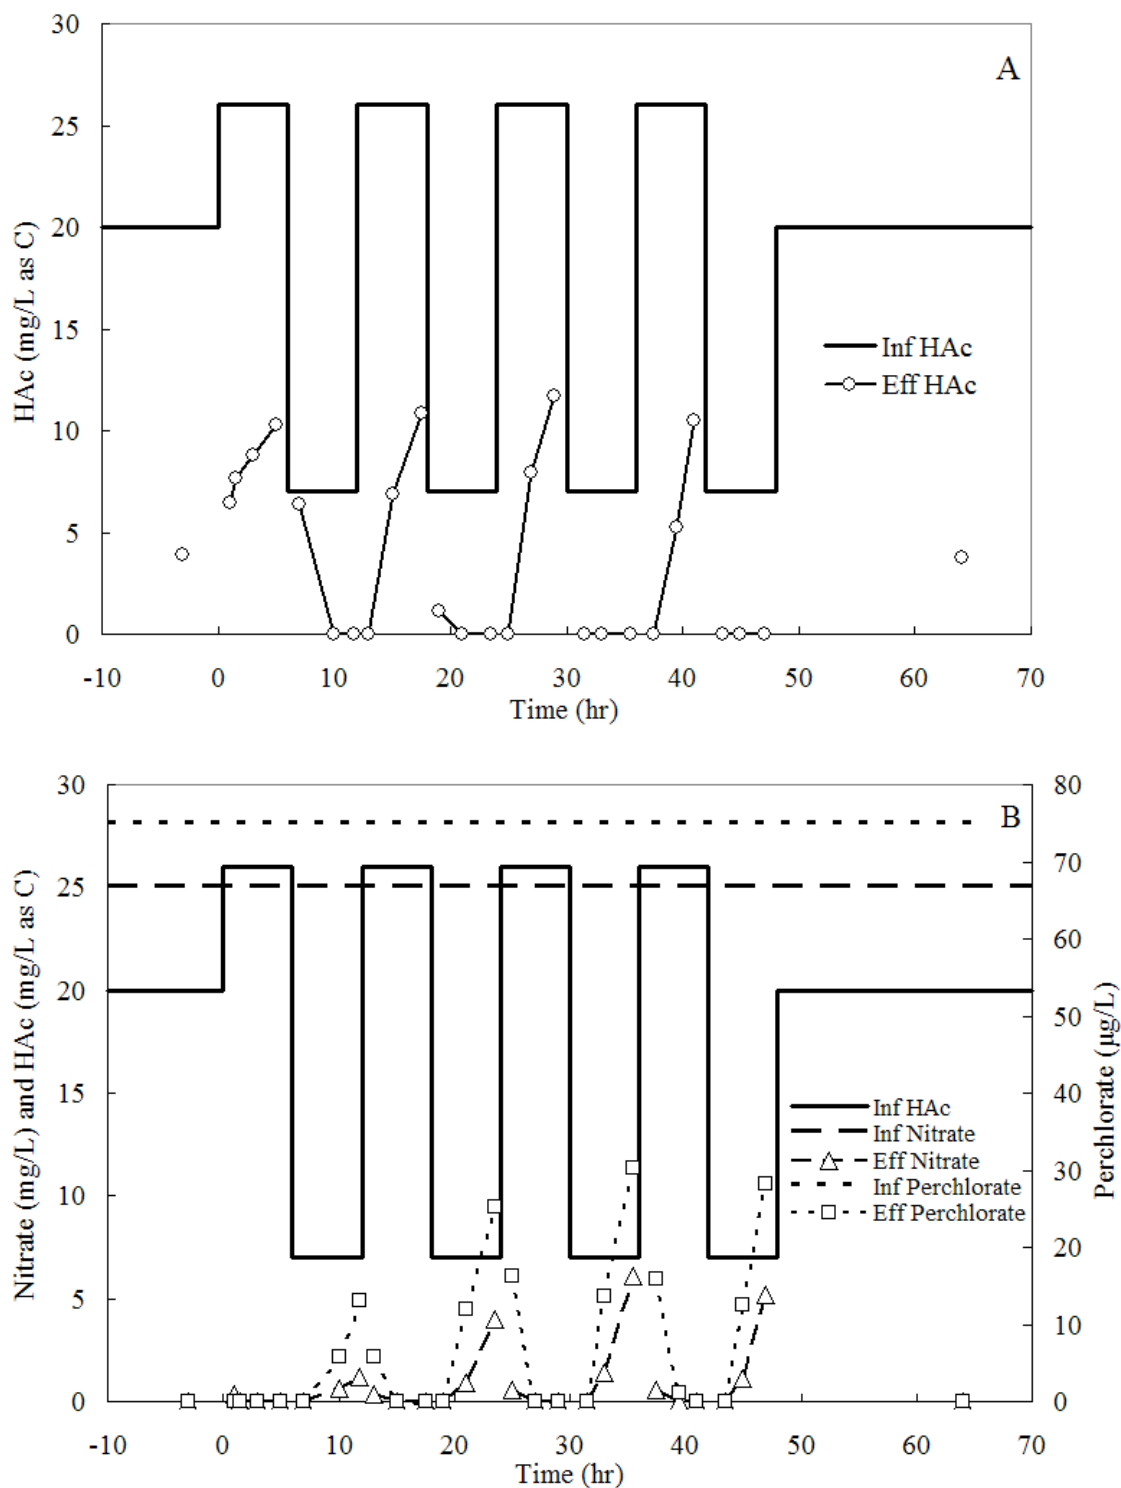 30
A
25
20
15
10
5
0
HAc (mg/L as C)
Inf HAc
Eff HAc
-10 0 10 20 30 40 50 60 70
Time (hr)
30 80
B
70
25
60
20
50
15
40
10
30
20
5
10
0 0
Nitrate (mg/L) and HAc (mg/L as C)
Perchlorate (µg/L)
Inf HAc
Inf Nitrate
Eff Nitrate
Inf Perchlorate
Eff Perchlorate
-10 0 10 20 30 40 50 60 70
Time (hr)